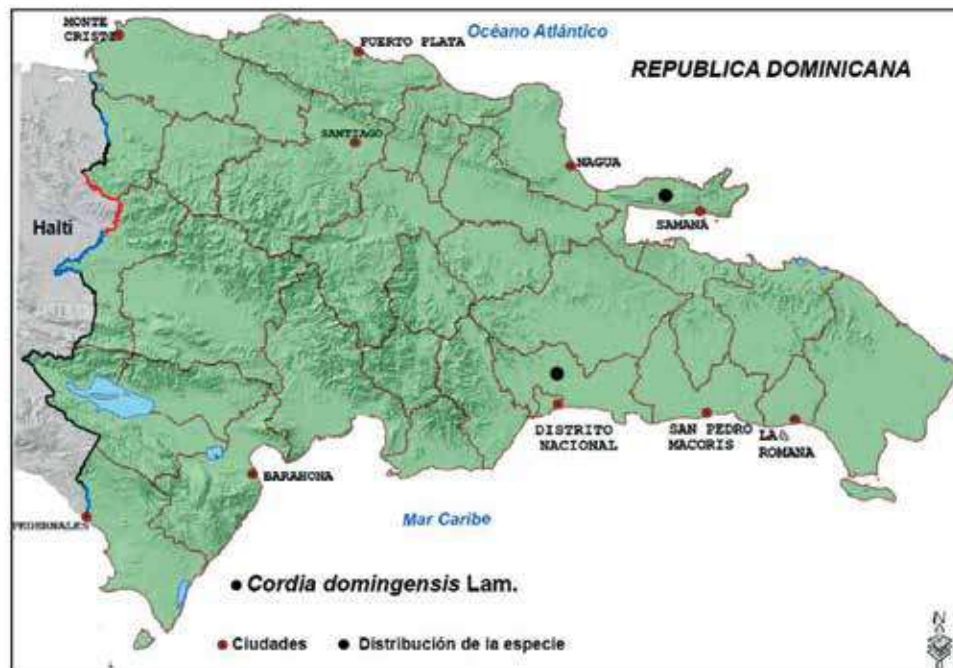 MONTE
CRISTI
PUERTO PLATA
Océano Atlántico
REPUBLICA DOMINICANA
SANTIAGO
NAGUA
Haití
SAMANÁ
DISTRITO
NACIONAL
SAN PEDRO
MACORIS
LA
ROMANA
BARAHONA
PEDERNALES
Mar Caribe
Cordia domingensis Lam.
Ciudades
Distribución de la especie
N